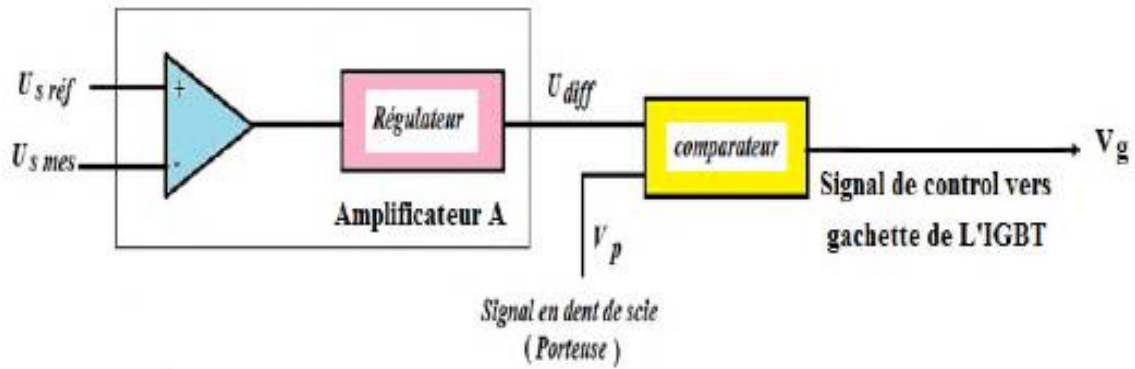 U s réf
+
U s mes
-
Régulateur
Amplificateur A
U diff
comparateur
V p
Signal en dent de scie
( Porteuse )
V g
Signal de control vers
gachette de L'IGBT